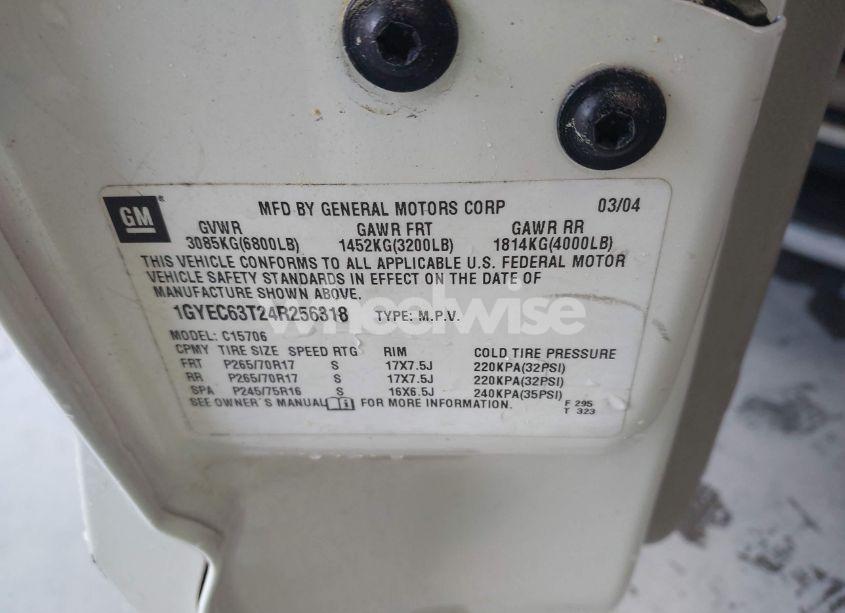 GM
MFD BY GENERAL MOTORS CORP 03/04
GVWR GAWR FRT GAWR RR
3085KG(6800LB) 1452KG(3200LB) 1814KG(4000LB)
THIS VEHICLE CONFORMS TO ALL APPLICABLE U.S. FEDERAL MOTOR
VEHICLE SAFETY STANDARDS IN EFFECT ON THE DATE OF
MANUFACTURE SHOWN ABOVE.
1GYEC63T24R256318 TYPE: M.P.V.
wheelwise
MODEL: C15706
CPMY TIRE SIZE SPEED RTG RIM COLD TIRE PRESSURE
FRT P265/70R17 S 17X7.5J 220KPA(32PSI)
RR P265/70R17 S 17X7.5J 220KPA(32PSI)
SPA P245/75R16 S 16X6.5J 240KPA(35PSI)
SEE OWNER'S MANUAL FOR MORE INFORMATION. F 295
T 323